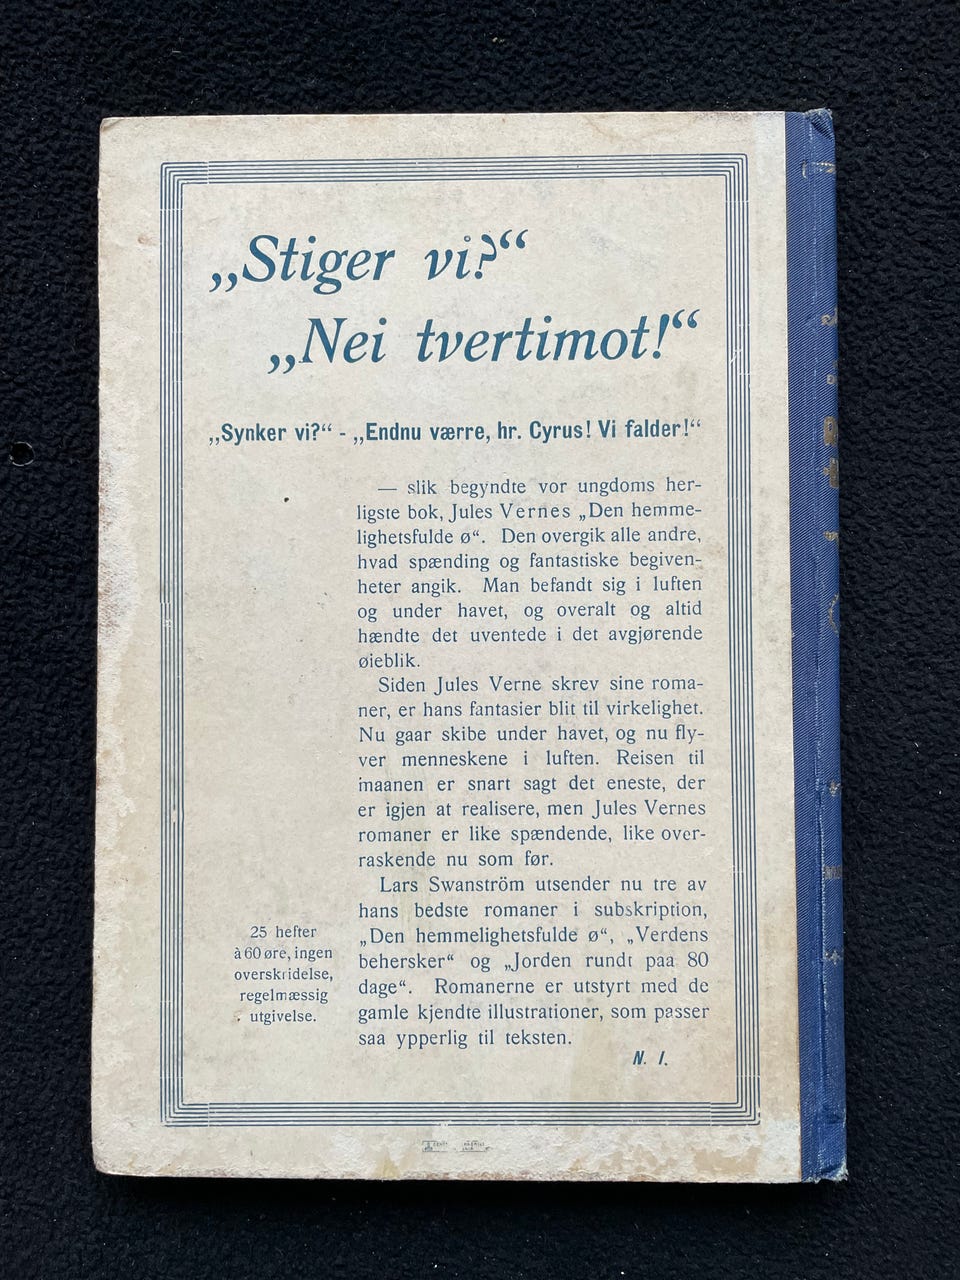 „Stiger vi?“
„Nei tvertimot!“
„Synker vi?“ - „Endnu værre, hr. Cyrus! Vi falder!“
— slik begyndte vor ungdoms her-
ligste bok, Jules Vernes „Den hemme-
lighetsfulde ø“. Den overgik alle andre,
hvad spænding og fantastiske begiven-
heter angik. Man befandt sig i luften
og under havet, og overalt og altid
hændte det uventede i det avgjørende
øieblik.
Siden Jules Verne skrev sine roma-
ner, er hans fantasier blit til virkelighet.
Nu gaar skibe under havet, og nu fly-
ver menneskene i luften. Reisen til
maanen er snart sagt det eneste, der
er igjen at realisere, men Jules Vernes
romaner er like spændende, like over-
raskende nu som før.
Lars Swanström utsender nu tre av
hans bedste romaner i subskription,
„Den hemmelighetsfulde ø“, „Verdens
behersker“ og „Jorden rundt paa 80
dage“. Romanerne er utstyrt med de
gamle kjendte illustrationer, som passer
saa ypperlig til teksten.
N. I.
25 hefter
à 60 øre, ingen
overskridelse,
regelmæssig
utgivelse.